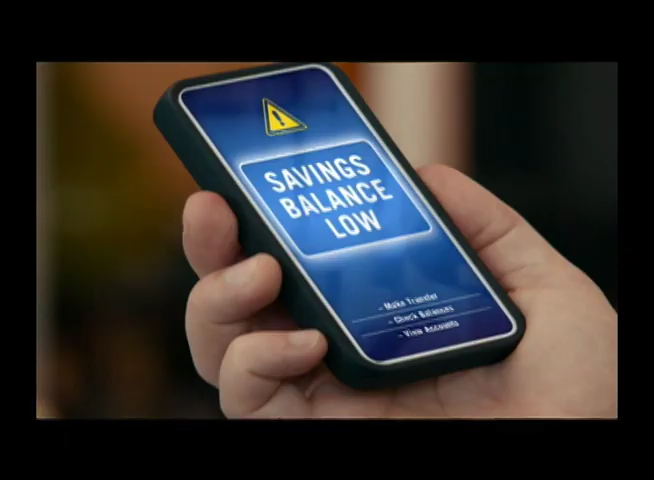 SAVINGS
BALANCE
LOW
- Make Transfer
- Check Balances
- View Accounts